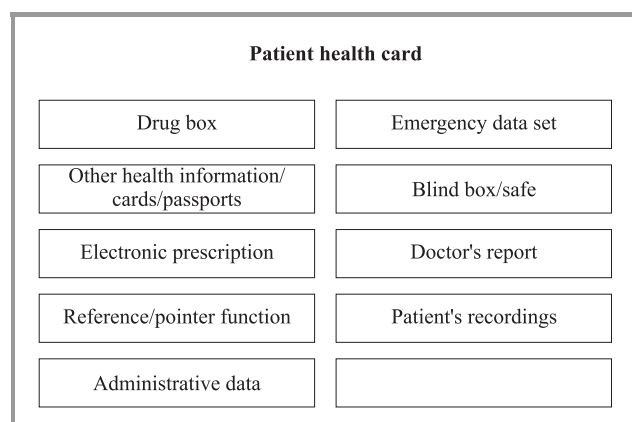 Patient health card
Drug box
Emergency data set
Other health information/
cards/passports
Blind box/safe
Electronic prescription
Doctor's report
Reference/pointer function
Patient's recordings
Administrative data